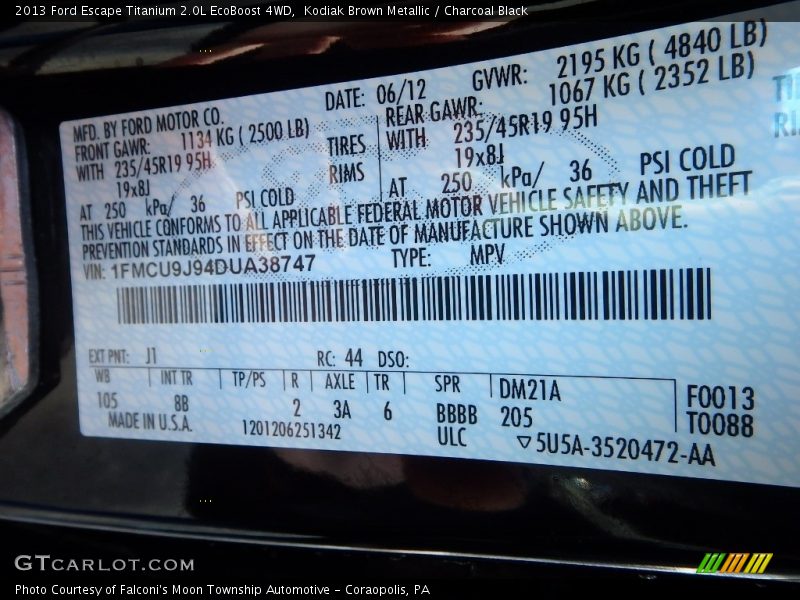 2013 Ford Escape Titanium 2.0L EcoBoost 4WD, Kodiak Brown Metallic / Charcoal Black
MFD. BY FORD MOTOR CO. DATE: 06/12 GVWR: 2195 KG ( 4840 LB)
FRONT GAWR: 1134 KG ( 2500 LB) REAR GAWR: 1067 KG ( 2352 LB)
WITH 235/45R19 95H TIRES WITH 235/45R19 95H
19x8J RIMS 19x8J
AT 250 kPa/ 36 PSI COLD AT 250 kPa/ 36 PSI COLD
THIS VEHICLE CONFORMS TO ALL APPLICABLE FEDERAL MOTOR VEHICLE SAFETY AND THEFT
PREVENTION STANDARDS IN EFFECT ON THE DATE OF MANUFACTURE SHOWN ABOVE.
VIN: 1FMCU9J94DUA38747 TYPE: MPV
EXT PNT: J1 RC: 44 DSO:
WB INT TR TP/PS R AXLE TR SPR DM21A F0013
105 8B 2 3A 6 BBBB 205 T0088
MADE IN U.S.A. 1201206251342 ULC 5U5A-3520472-AA
GTCARLOT.COM
Photo Courtesy of Falconi's Moon Township Automotive - Coraopolis, PA